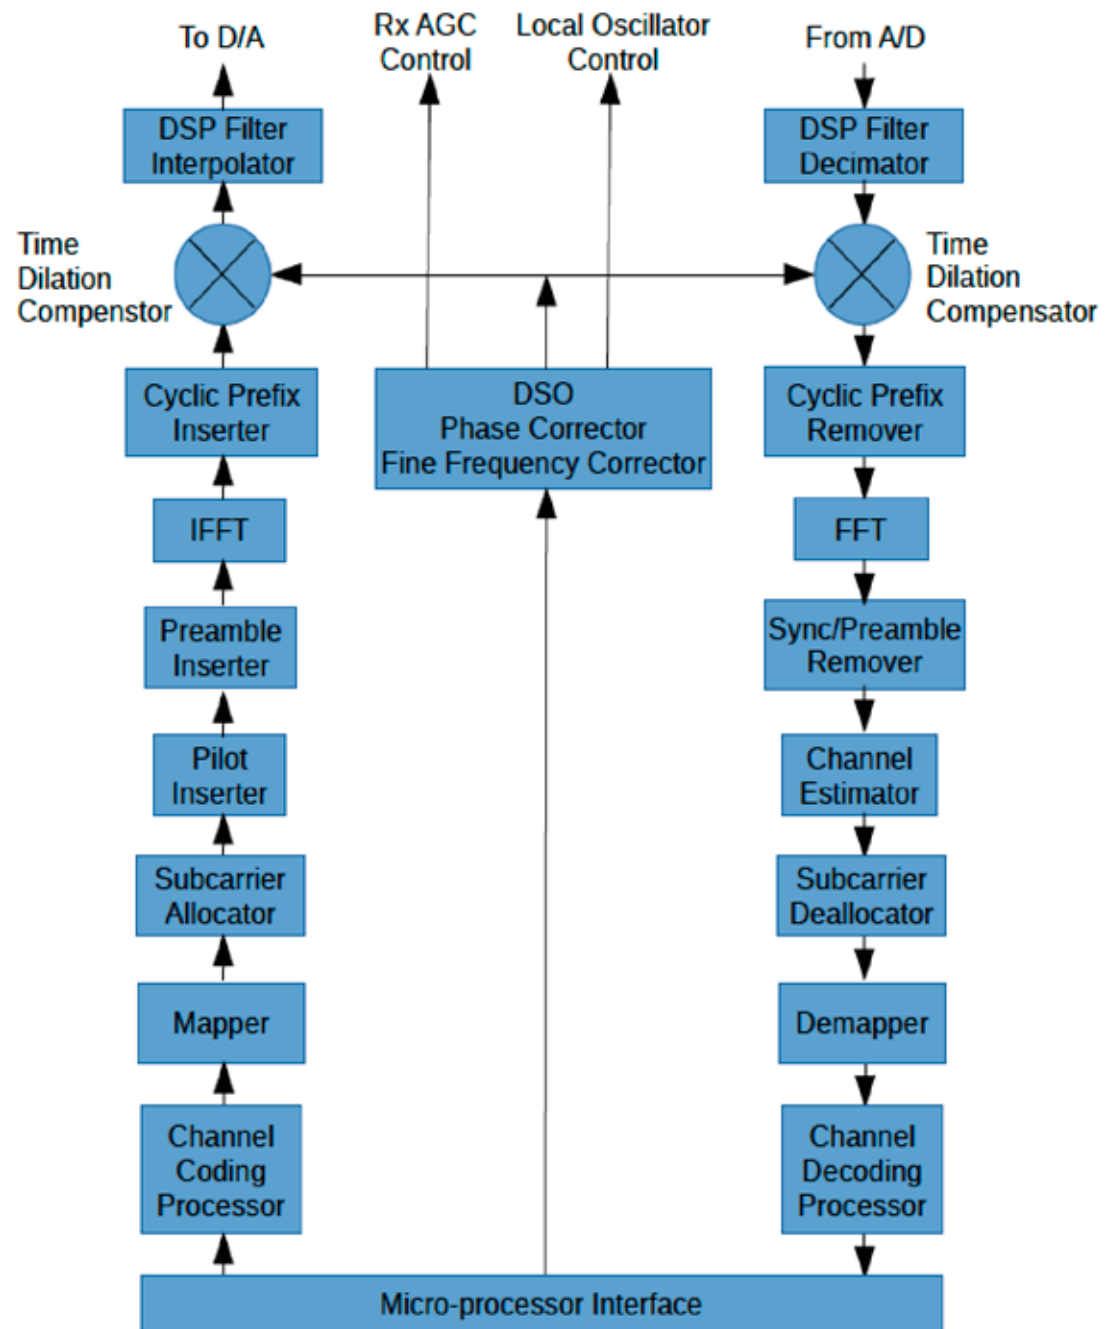 To D/A
Rx AGC
Control
Local Oscillator
Control
From A/D
DSP Filter
Interpolator
DSP Filter
Decimator
Time
Dilation
Compenstor
Time
Dilation
Compensator
Cyclic Prefix
Inserter
DSO
Phase Corrector
Fine Frequency Corrector
Cyclic Prefix
Remover
IFFT
FFT
Preamble
Inserter
Sync/Preamble
Remover
Pilot
Inserter
Channel
Estimator
Subcarrier
Allocator
Subcarrier
Deallocator
Mapper
Demapper
Channel
Coding
Processor
Channel
Decoding
Processor
Micro-processor Interface